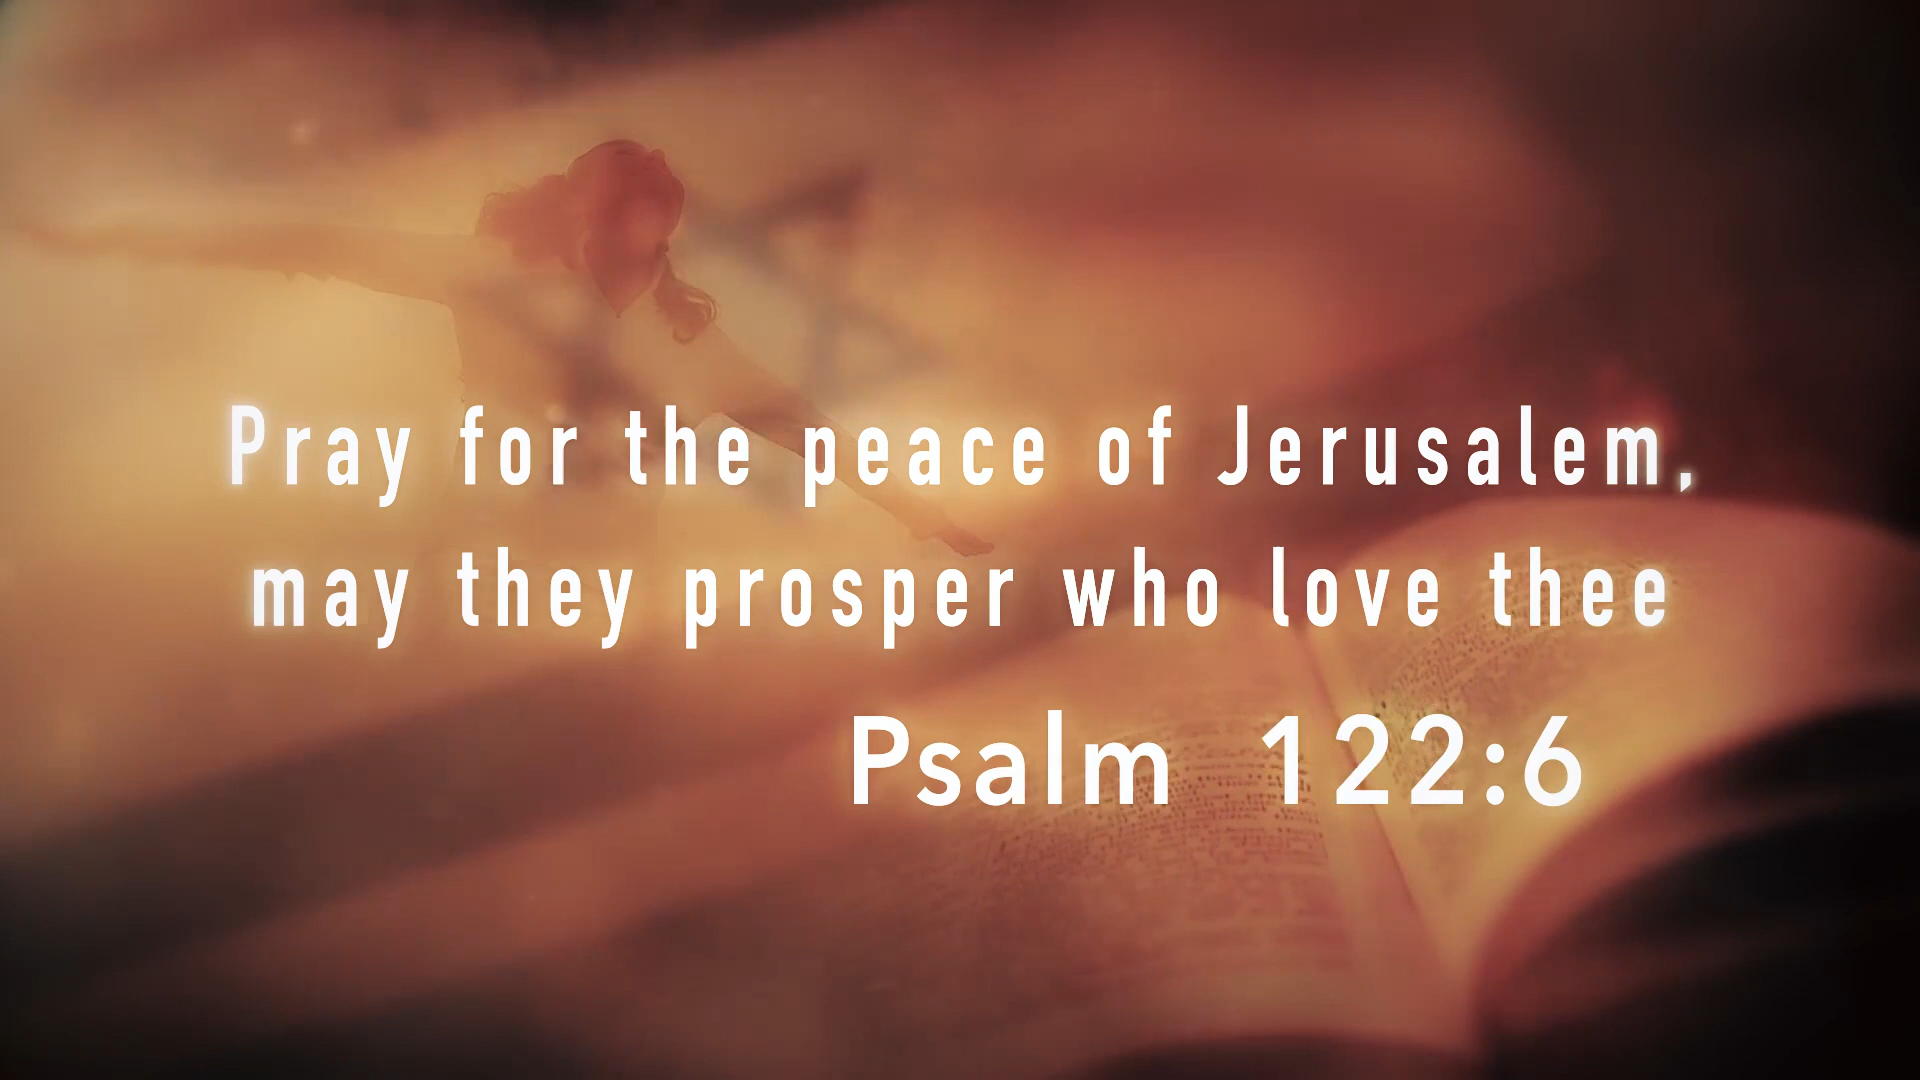 Pray for the peace of Jerusalem,
may they prosper who love thee
Psalm 122:6